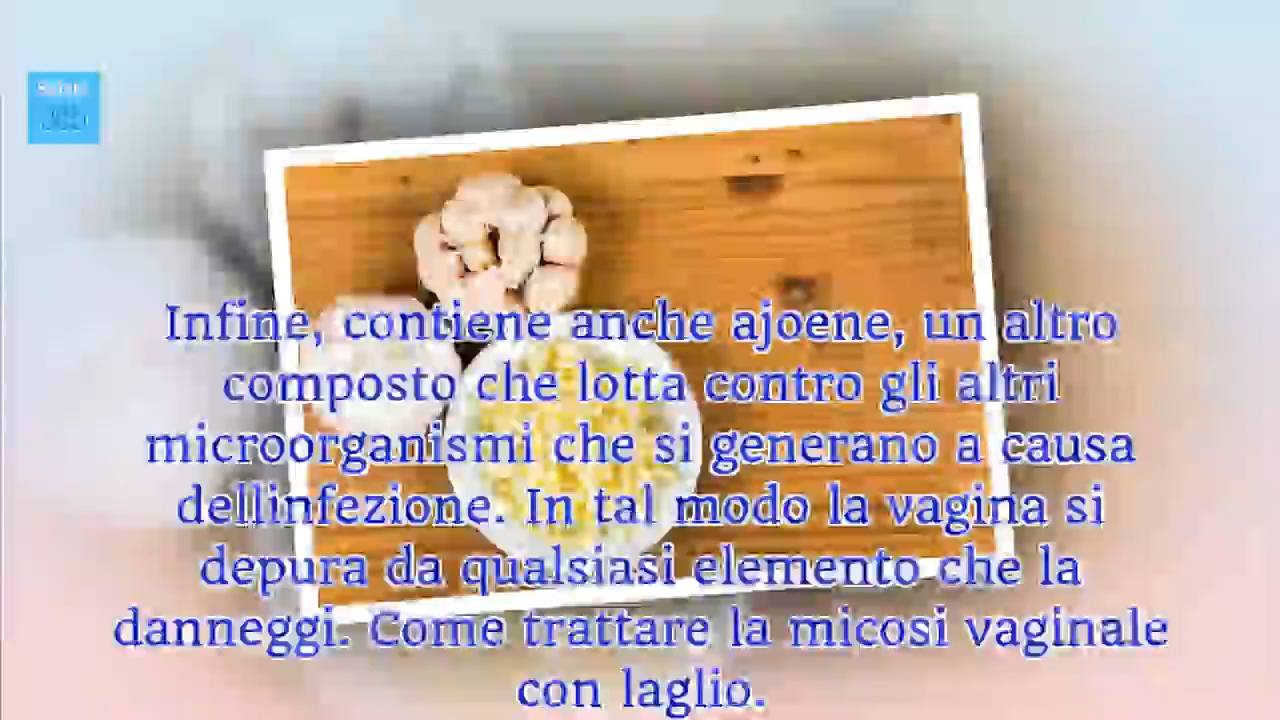 Infine, contiene anche ajoene, un altro
composto che lotta contro gli altri
microorganismi che si generano a causa
dellinfezione. In tal modo la vagina si
depura da qualsiasi elemento che la
danneggi. Come trattare la micosi vaginale
con laglio.